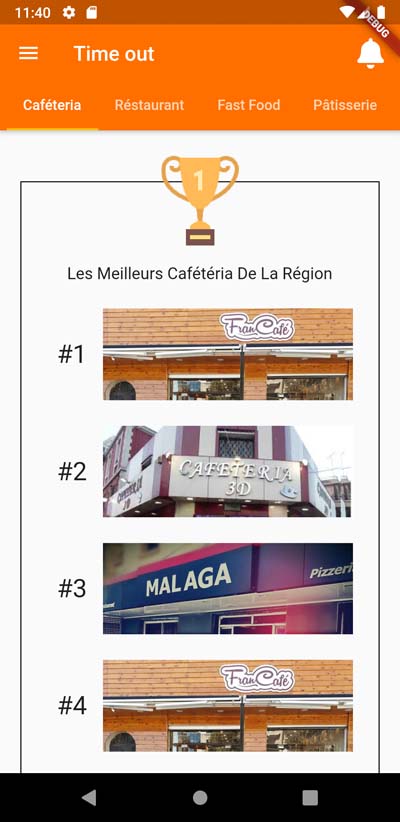 11:40
DEBUG
Time out
Caféteria
Réstaurant
Fast Food
Pâtisserie
1
Les Meilleurs Cafétéria De La Région
#1
FranCafé
#2
CAFETERIA
3D
#3
MALAGA
Pizzeri
#4
FranCafé